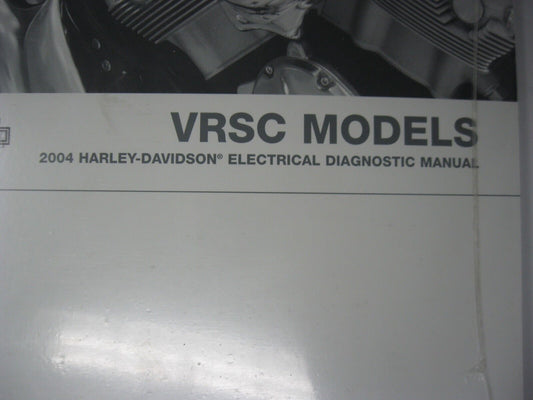 VRSC MODELS
2004 HARLEY-DAVIDSON® ELECTRICAL DIAGNOSTIC MANUAL